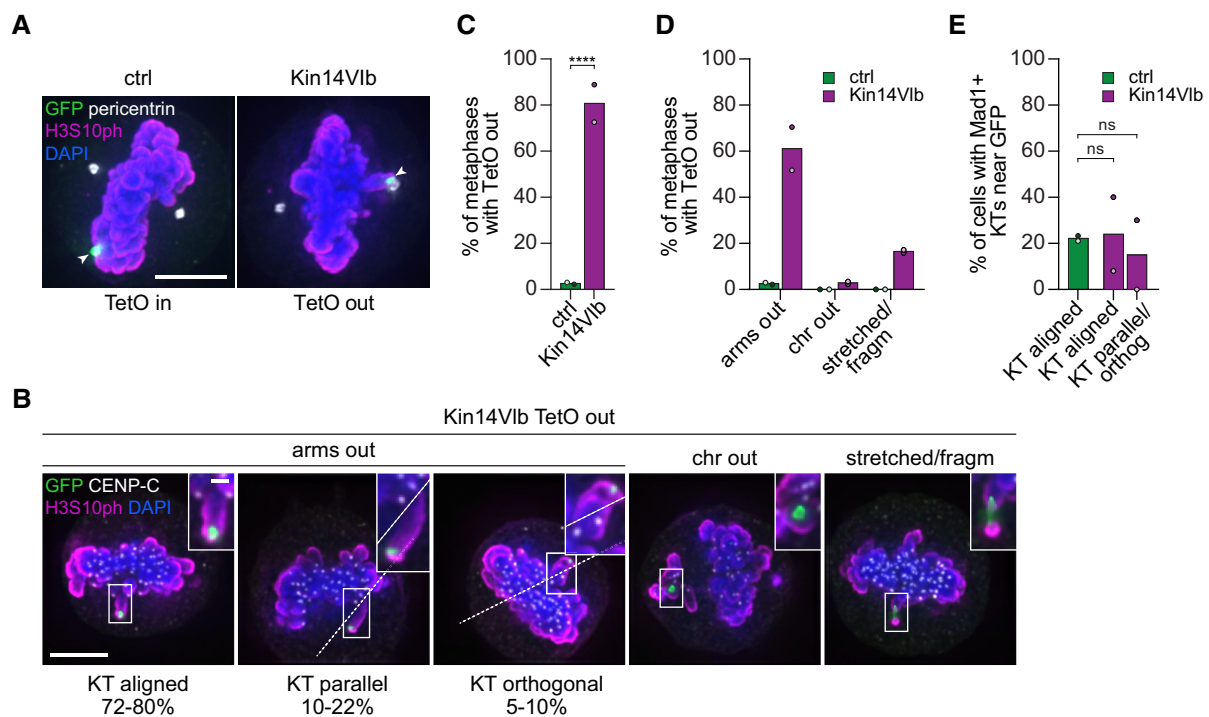 A
ctrl
Kin14VIb
GFP pericentrin
H3S10ph
DAPI
TetO in
TetO out
C
% of metaphases
with TetO out
100
80
60
40
20
0
****
ctrl
Kin14VIb
D
% of metaphases
with TetO out
100
80
60
40
20
0
ctrl
Kin14VIb
arms out
chr out
stretched/
fragm
E
% of cells with Mad1+
KTs near GFP
100
80
60
40
20
0
ctrl
Kin14VIb
ns
ns
KT aligned
KT aligned
KT parallel/
orthog
B
Kin14VIb TetO out
arms out
chr out
stretched/fragm
GFP CENP-C
H3S10ph DAPI
KT aligned
72-80%
KT parallel
10-22%
KT orthogonal
5-10%